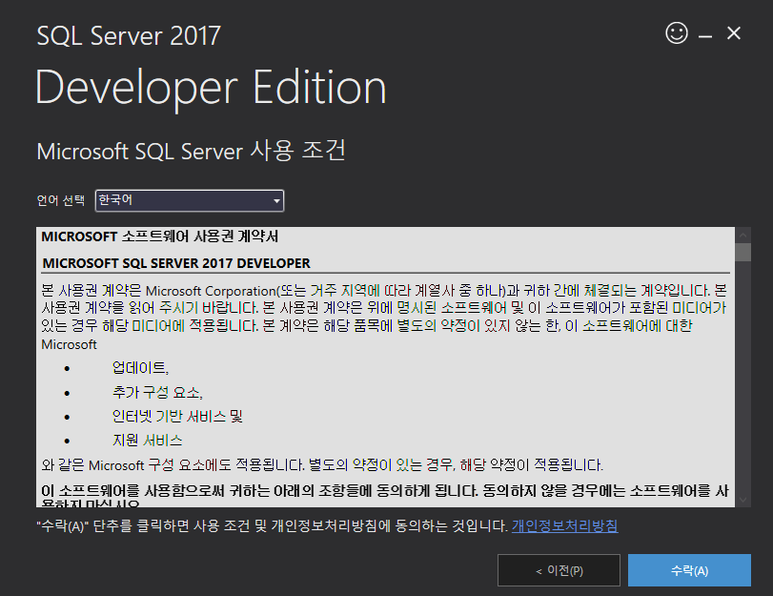 SQL Server 2017
Developer Edition
Microsoft SQL Server 사용 조건
언어 선택
한국어
MICROSOFT 소프트웨어 사용권 계약서
MICROSOFT SQL SERVER 2017 DEVELOPER
본 사용권 계약은 Microsoft Corporation(또는 거주 지역에 따라 계열사 중 하나)과 귀하 간에 체결되는 계약입니다. 본
사용권 계약을 읽어 주시기 바랍니다. 본 사용권 계약은 위에 명시된 소프트웨어 및 이 소프트웨어가 포함된 미디어가
있는 경우 해당 미디어에 적용됩니다. 본 계약은 해당 품목에 별도의 약정이 있지 않는 한, 이 소프트웨어에 대한
Microsoft
• 업데이트,
• 추가 구성 요소,
• 인터넷 기반 서비스 및
• 지원 서비스
와 같은 Microsoft 구성 요소에도 적용됩니다. 별도의 약정이 있는 경우, 해당 약정이 적용됩니다.
이 소프트웨어를 사용함으로써 귀하는 아래의 조항들에 동의하게 됩니다. 동의하지 않을 경우에는 소프트웨어를 사
용하지 마십시오
"수락(A)" 단추를 클릭하면 사용 조건 및 개인정보처리방침에 동의하는 것입니다. 개인정보처리방침
< 이전(P)
수락(A)